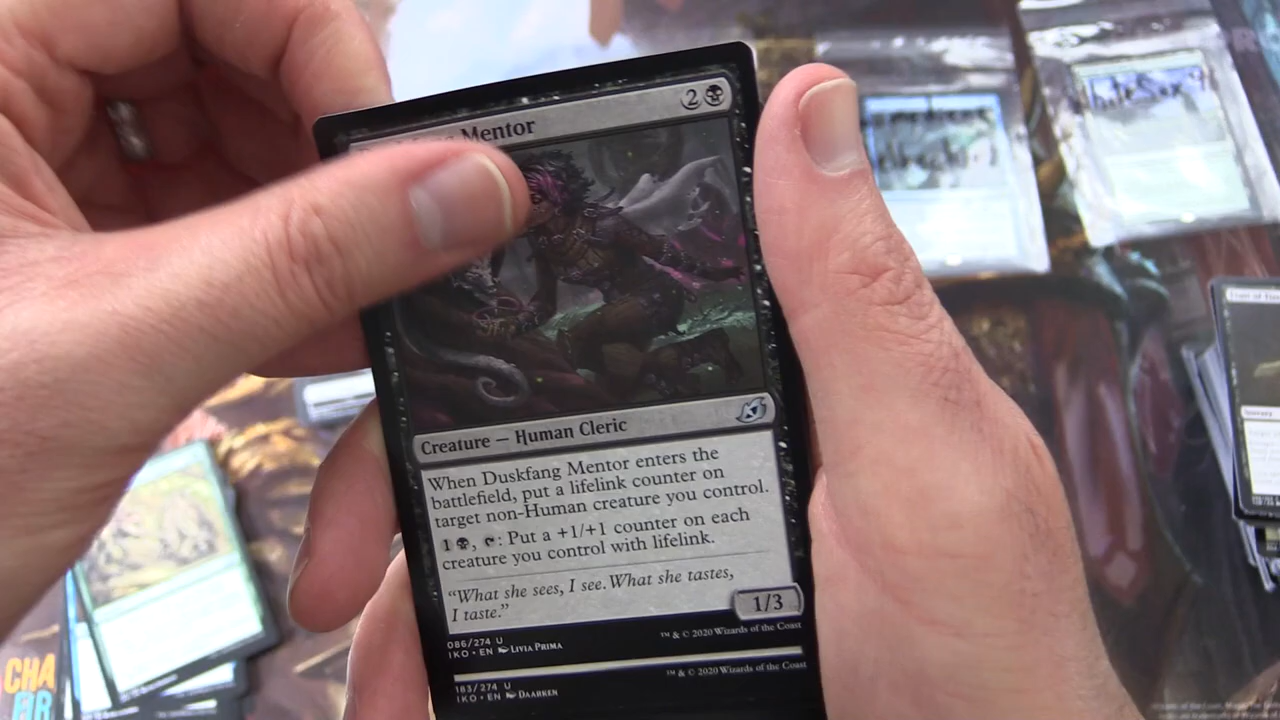 Mentor 2
Creature — Human Cleric
When Duskfang Mentor enters the
battlefield, put a lifelink counter on
target non-Human creature you control.
1 , : Put a +1/+1 counter on each
creature you control with lifelink.
“What she sees, I see. What she tastes,
I taste.”
1/3
086/274 U
IKO • EN LIVIA PRIMA
™ & © 2020 Wizards of the Coast
183/274 U
IKO • EN DAARKEN
™ & © 2020 Wizards of the Coast
CHA
FIR